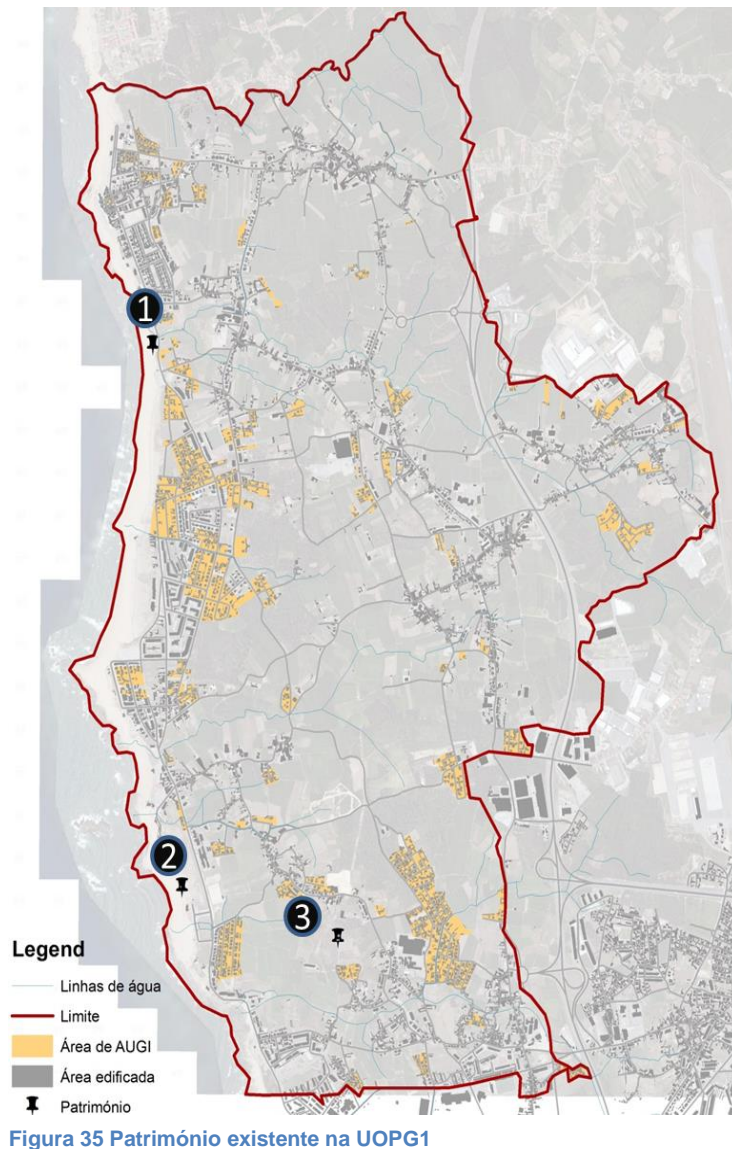 1
2
3
Legend
Linhas de água
Limite
Área de AUGI
Área edificada
Património
Figura 35 Património existente na UOPG1